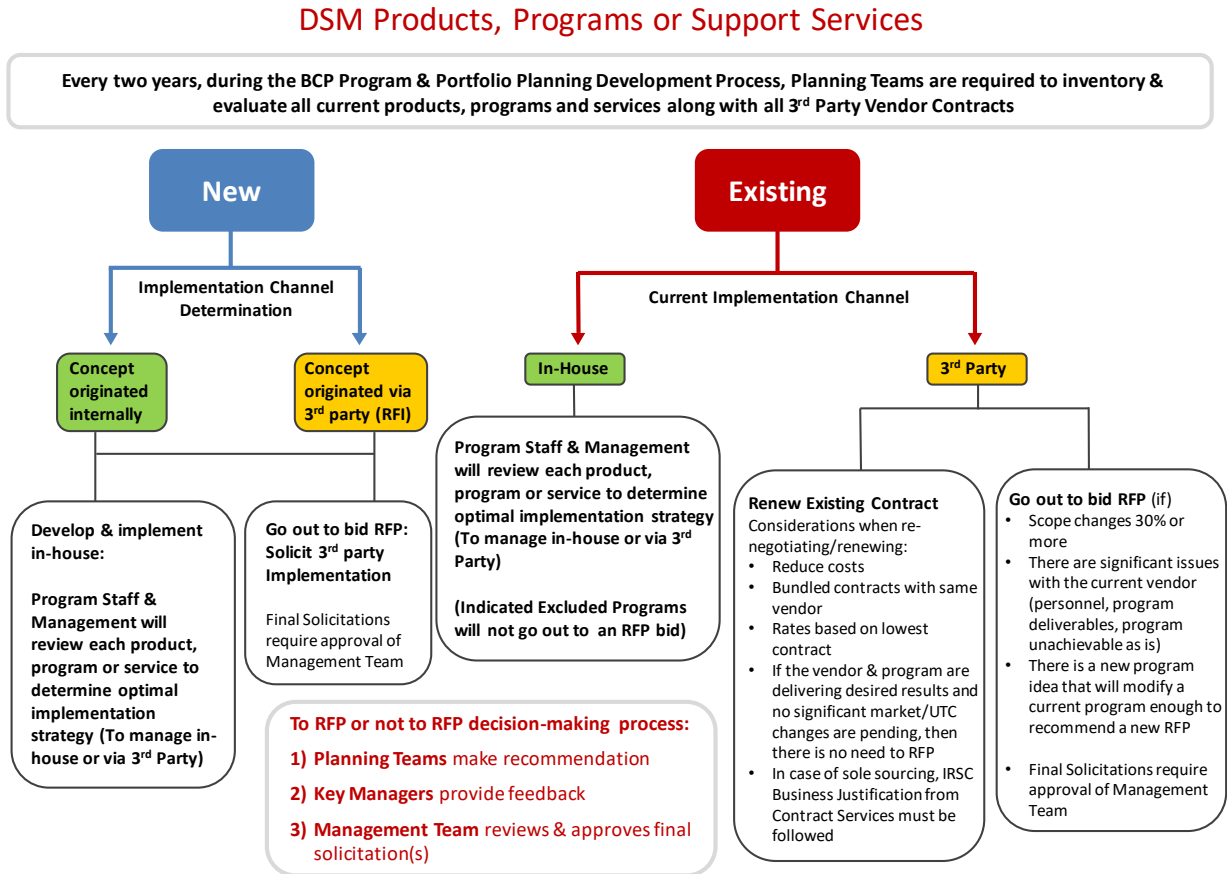 DSM Products, Programs or Support Services
Every two years, during the BCP Program & Portfolio Planning Development Process, Planning Teams are required to inventory &
evaluate all current products, programs and services along with all 3rd Party Vendor Contracts
New
Existing
Implementation Channel
Determination
Current Implementation Channel
Concept
originated
internally
Concept
originated via
3rd party (RFI)
In-House
3rd Party
Develop & implement
in-house:
Program Staff &
Management will
review each product,
program or service to
determine optimal
implementation
strategy (To manage in-
house or via 3rd Party)
Go out to bid RFP:
Solicit 3rd party
Implementation
Final Solicitations
require approval of
Management Team
Program Staff & Management
will review each product,
program or service to determine
optimal implementation strategy
(To manage in-house or via 3rd
Party)
(Indicated Excluded Programs
will not go out to an RFP bid)
Renew Existing Contract
Considerations when re-
negotiating/renewing:
• Reduce costs
• Bundled contracts with same
vendor
• Rates based on lowest
contract
• If the vendor & program are
delivering desired results and
no significant market/UTC
changes are pending, then
there is no need to RFP
• In case of sole sourcing, IRSC
Business Justification from
Contract Services must be
followed
Go out to bid RFP (if)
• Scope changes 30% or
more
• There are significant issues
with the current vendor
(personnel, program
deliverables, program
unachievable as is)
• There is a new program
idea that will modify a
current program enough to
recommend a new RFP
• Final Solicitations require
approval of Management
Team
To RFP or not to RFP decision-making process:
1) Planning Teams make recommendation
2) Key Managers provide feedback
3) Management Team reviews & approves final
solicitation(s)